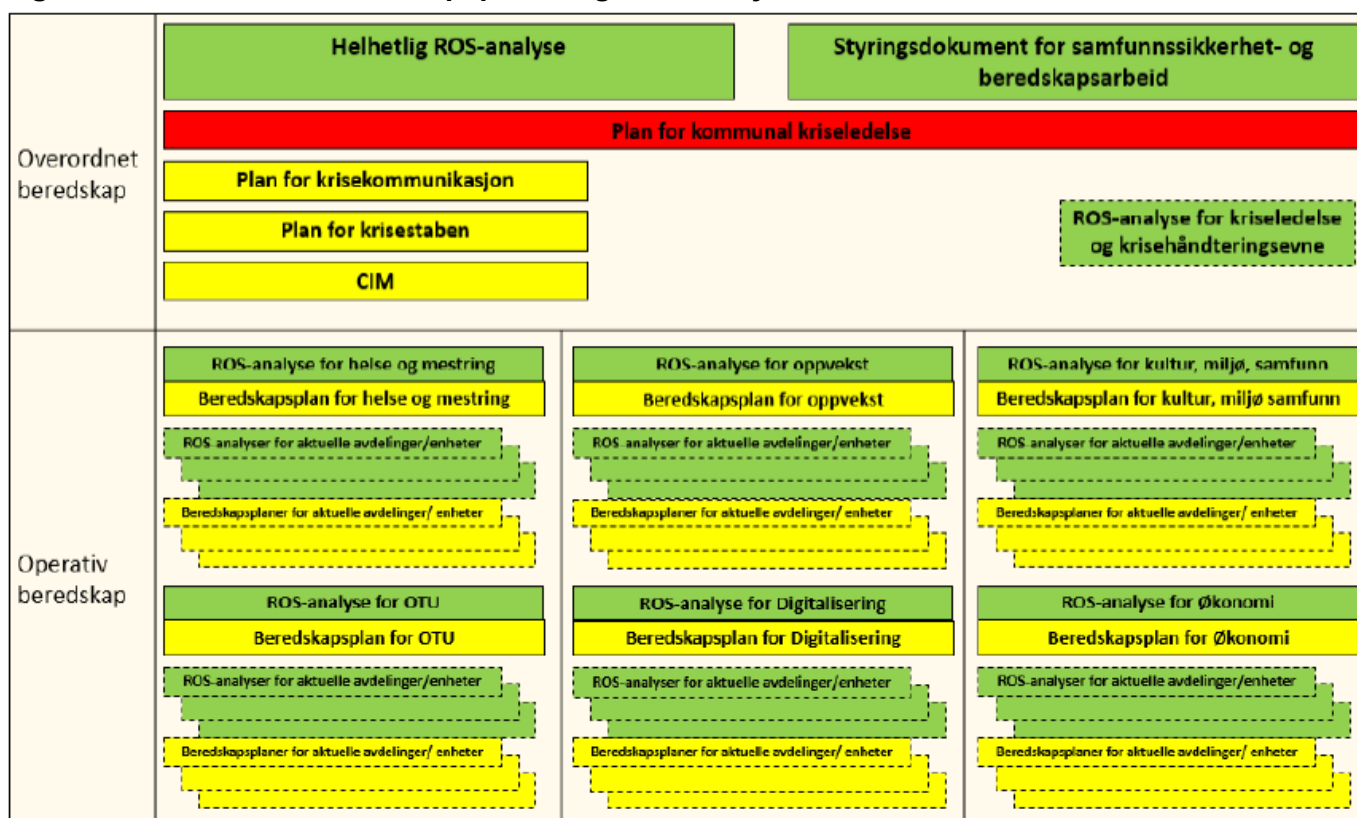 Helhetlig ROS-analyse
Styringsdokument for samfunnssikkerhet- og
beredskapsarbeid
Plan for kommunal kriseledelse
Overordnet
beredskap
Plan for krisekommunikasjon
Plan for krisestaben
CIM
ROS-analyse for kriseledelse
og krisehåndteringsevne
Operativ
beredskap
ROS-analyse for helse og mestring
Beredskapsplan for helse og mestring
ROS-analyser for aktuelle avdelinger/enheter
Beredskapsplaner for aktuelle avdelinger/ enheter
ROS-analyse for oppvekst
Beredskapsplan for oppvekst
ROS-analyser for aktuelle avdelinger/enheter
Beredskapsplaner for aktuelle avdelinger/ enheter
ROS-analyse for kultur, miljø, samfunn
Beredskapsplan for kultur, miljø samfunn
ROS-analyser for aktuelle avdelinger/enheter
Beredskapsplaner for aktuelle avdelinger/ enheter
ROS-analyse for OTU
Beredskapsplan for OTU
ROS-analyser for aktuelle avdelinger/enheter
Beredskapsplaner for aktuelle avdelinger/ enheter
ROS-analyse for Digitalisering
Beredskapsplan for Digitalisering
ROS-analyser for aktuelle avdelinger/enheter
Beredskapsplaner for aktuelle avdelinger/ enheter
ROS-analyse for Økonomi
Beredskapsplan for Økonomi
ROS-analyser for aktuelle avdelinger/enheter
Beredskapsplaner for aktuelle avdelinger/ enheter